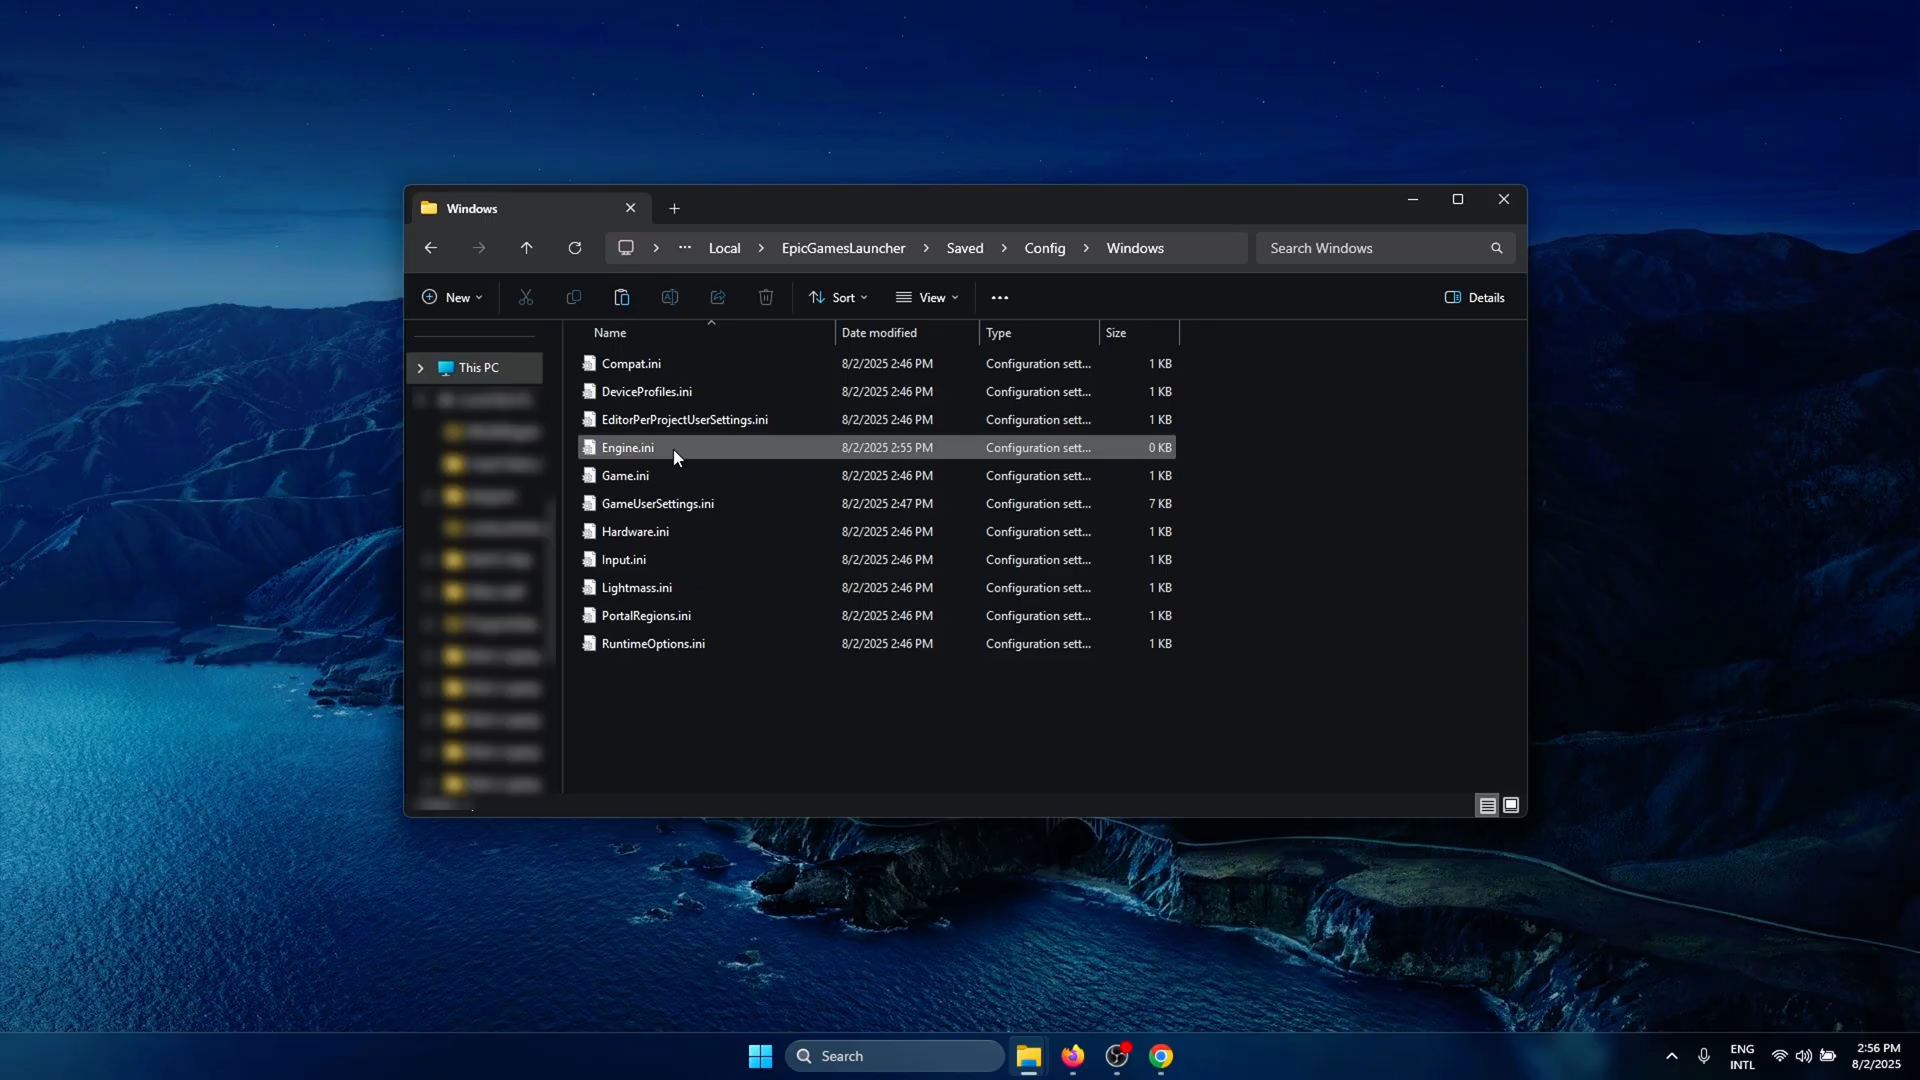 Windows
Local > EpicGamesLauncher > Saved > Config > Windows
Search Windows
New
Sort
View
Details
Name Date modified Type Size
This PC
Compat.ini 8/2/2025 2:46 PM Configuration sett... 1 KB
DeviceProfiles.ini 8/2/2025 2:46 PM Configuration sett... 1 KB
EditorPerProjectUserSettings.ini 8/2/2025 2:46 PM Configuration sett... 1 KB
Engine.ini 8/2/2025 2:55 PM Configuration sett... 0 KB
Game.ini 8/2/2025 2:46 PM Configuration sett... 1 KB
GameUserSettings.ini 8/2/2025 2:47 PM Configuration sett... 7 KB
Hardware.ini 8/2/2025 2:46 PM Configuration sett... 1 KB
Input.ini 8/2/2025 2:46 PM Configuration sett... 1 KB
Lightmass.ini 8/2/2025 2:46 PM Configuration sett... 1 KB
PortalRegions.ini 8/2/2025 2:46 PM Configuration sett... 1 KB
RuntimeOptions.ini 8/2/2025 2:46 PM Configuration sett... 1 KB
Search
ENG
INTL
2:56 PM
8/2/2025